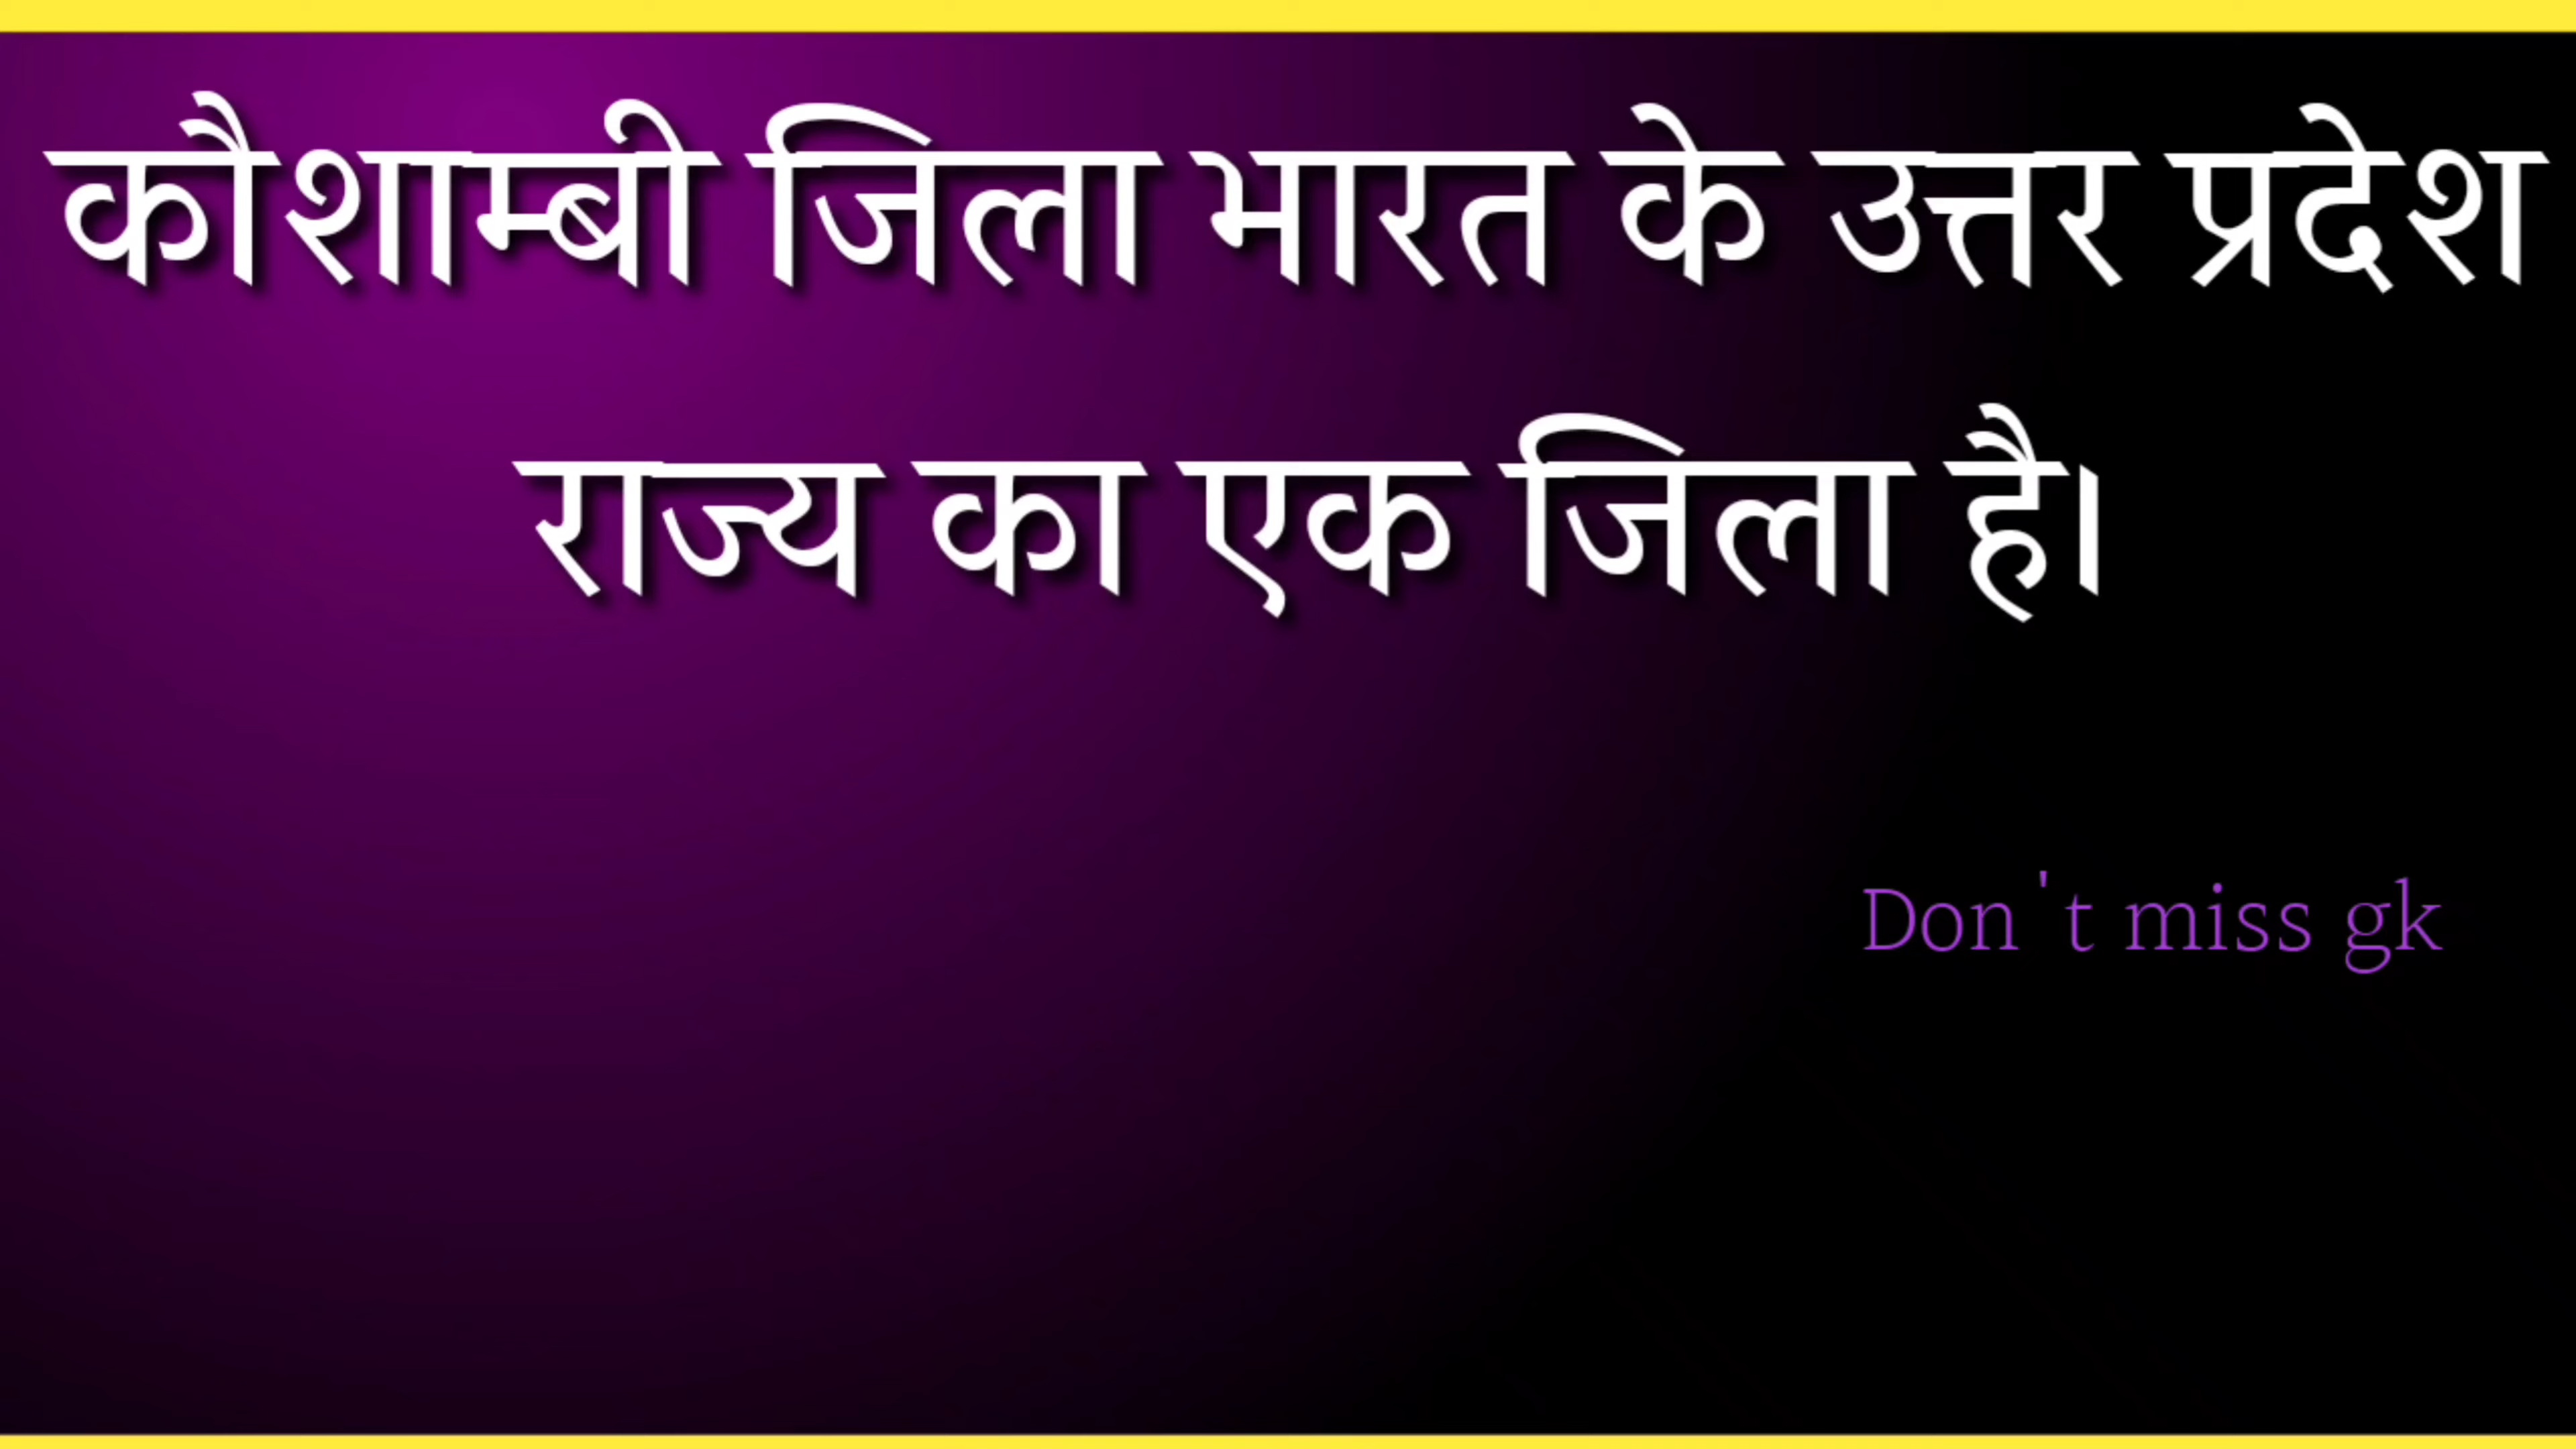 कौशाम्बी जिला भारत के उत्तर प्रदेश
राज्य का एक जिला है।
Don't miss gk